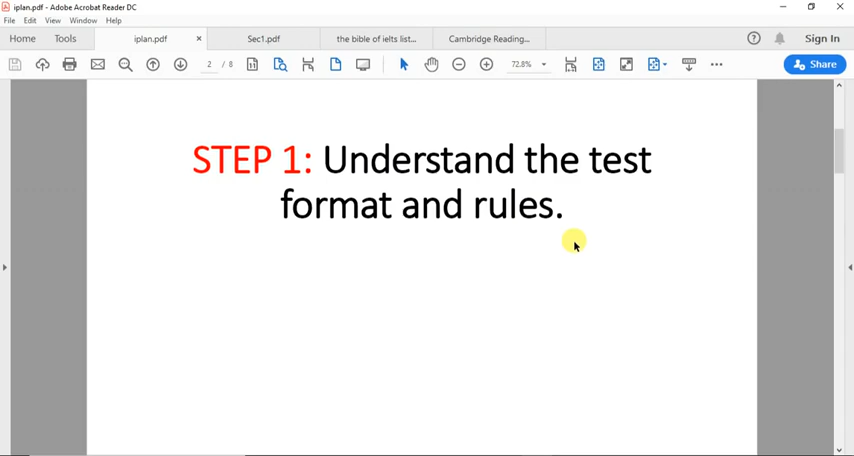 iplan.pdf - Adobe Acrobat Reader DC
File Edit View Window Help
Home Tools iplan.pdf × Sec1.pdf the bible of ielts list... Cambridge Reading... Sign In
2 / 8 72.8% Share
STEP 1: Understand the test
format and rules.